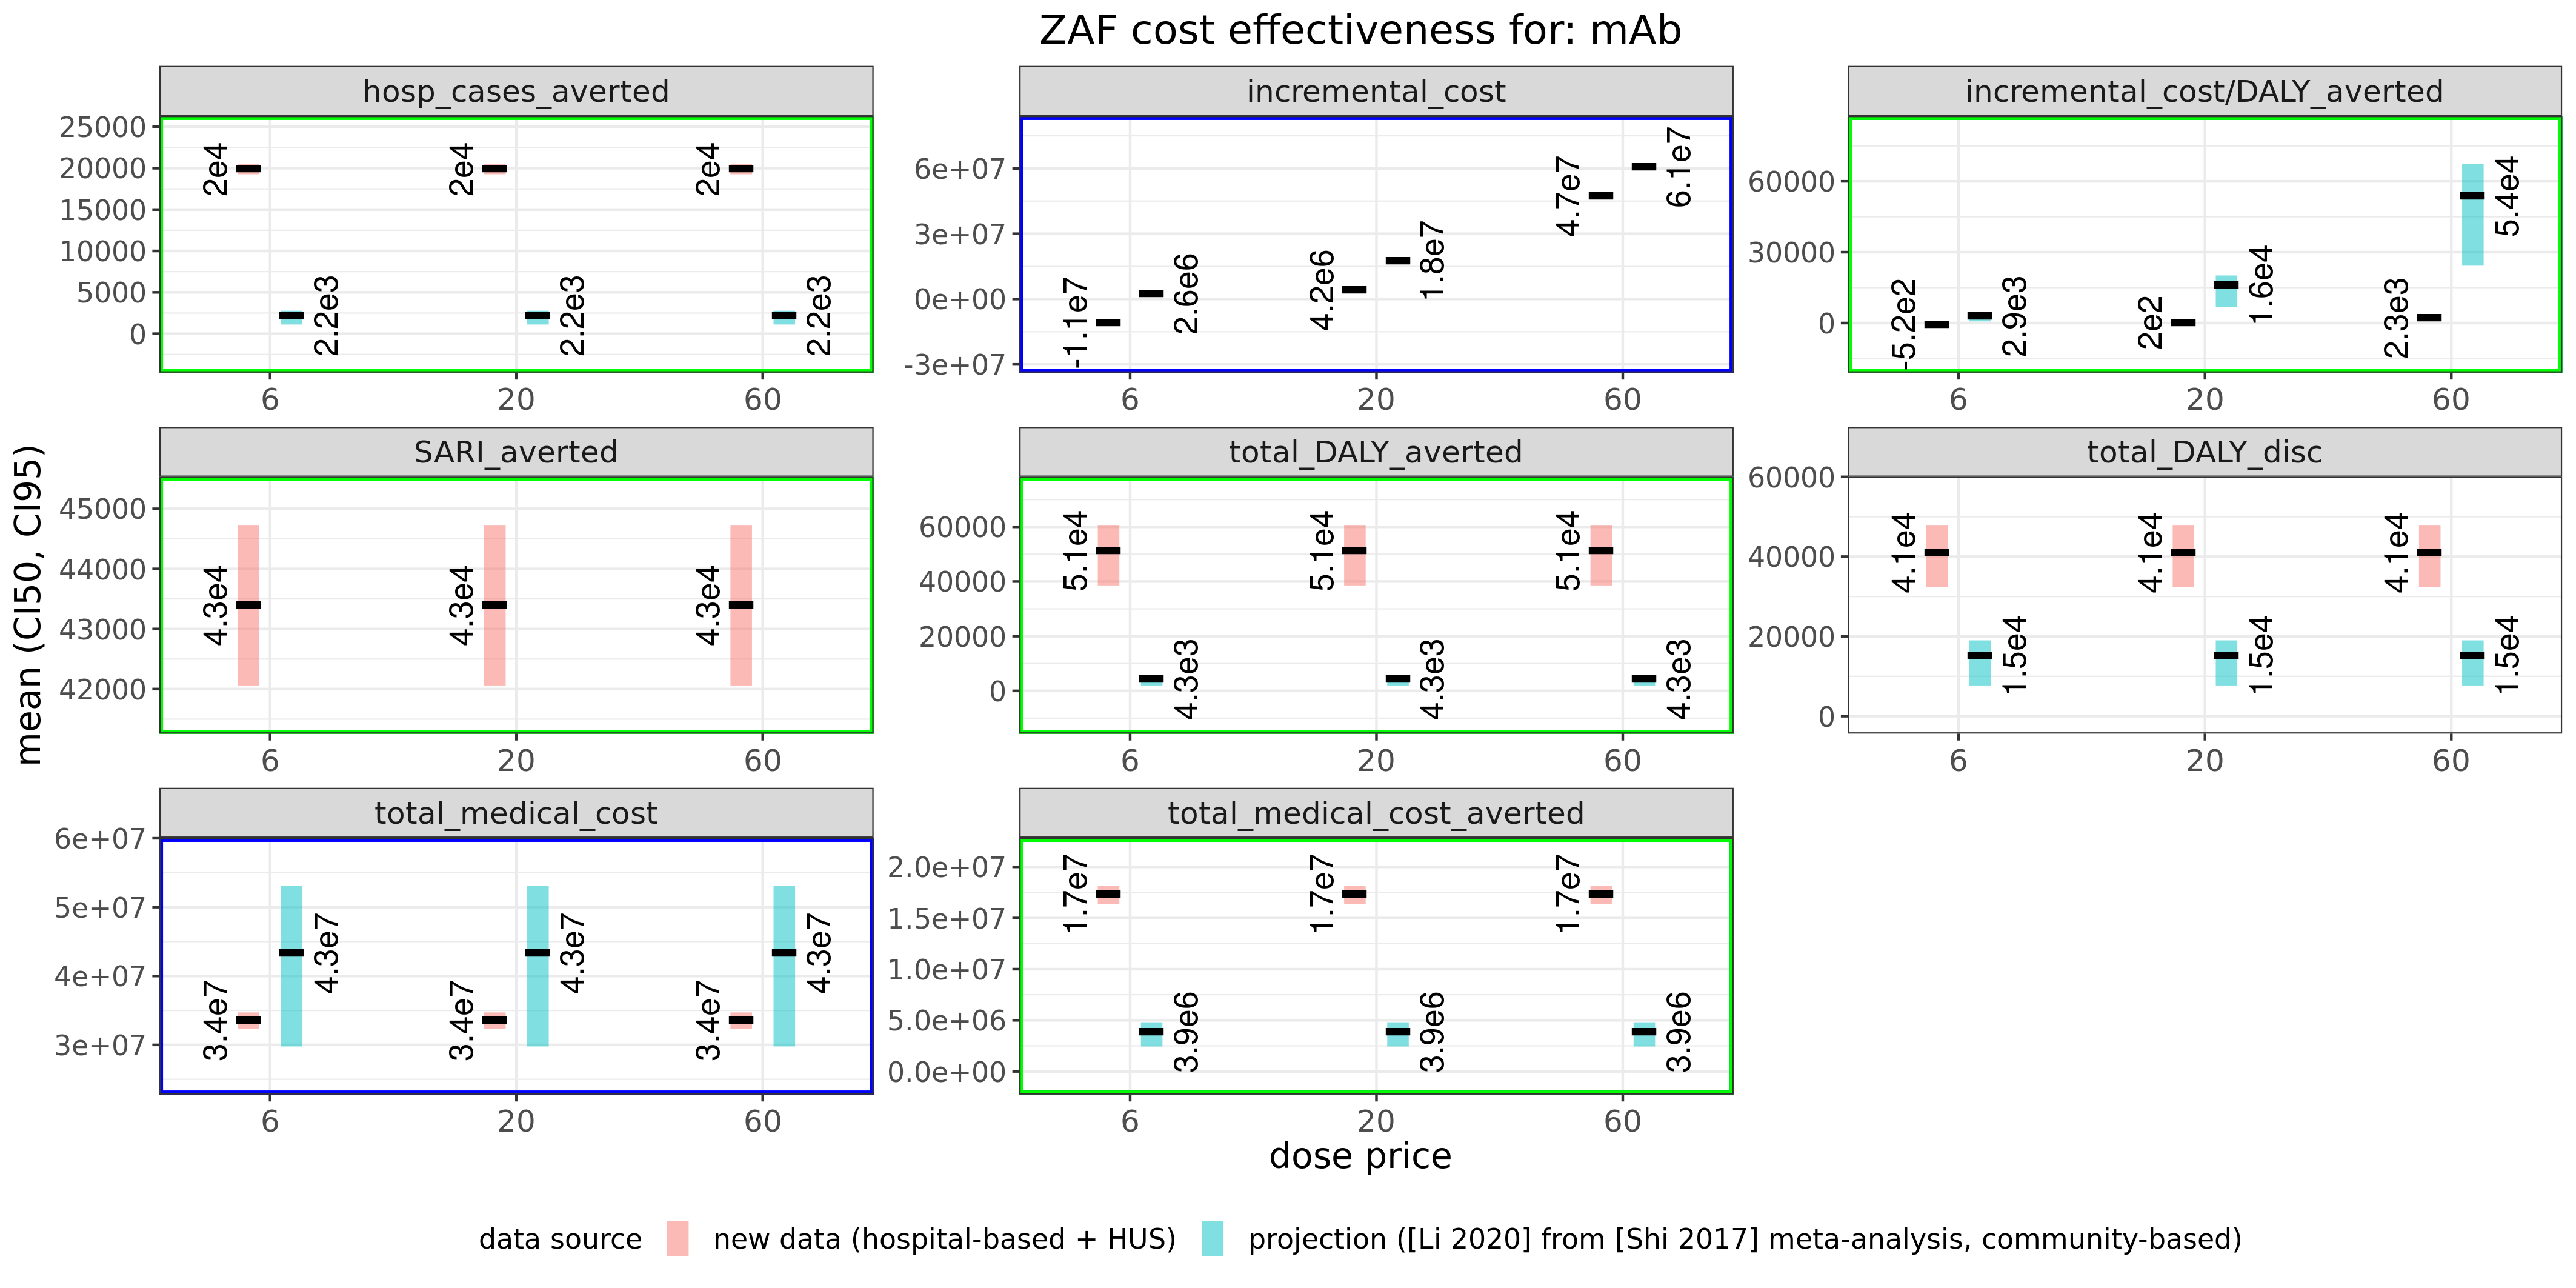 ZAF cost effectiveness for: mAb
mean (CI50, CI95)
hosp_cases_averted
25000
20000
15000
10000
5000
0
2e4
2.2e3
2e4
2.2e3
2e4
2.2e3
6
20
60
incremental_cost
6e+07
3e+07
0e+00
-3e+07
-1.1e7
2.6e6
4.2e6
1.8e7
4.7e7
6.1e7
6
20
60
incremental_cost/DALY_averted
60000
30000
0
-5.2e2
2.9e3
2e2
1.6e4
2.3e3
5.4e4
6
20
60
SARI_averted
45000
44000
43000
42000
4.3e4
4.3e4
4.3e4
6
20
60
total_DALY_averted
60000
40000
20000
0
5.1e4
4.3e3
5.1e4
4.3e3
5.1e4
4.3e3
6
20
60
total_DALY_disc
60000
40000
20000
0
4.1e4
1.5e4
4.1e4
1.5e4
4.1e4
1.5e4
6
20
60
total_medical_cost
6e+07
5e+07
4e+07
3e+07
3.4e7
4.3e7
3.4e7
4.3e7
3.4e7
4.3e7
6
20
60
total_medical_cost_averted
2.0e+07
1.5e+07
1.0e+07
5.0e+06
0.0e+00
1.7e7
3.9e6
1.7e7
3.9e6
1.7e7
3.9e6
6
20
60
dose price
data source new data (hospital-based + HUS) projection ([Li 2020] from [Shi 2017] meta-analysis, community-based)